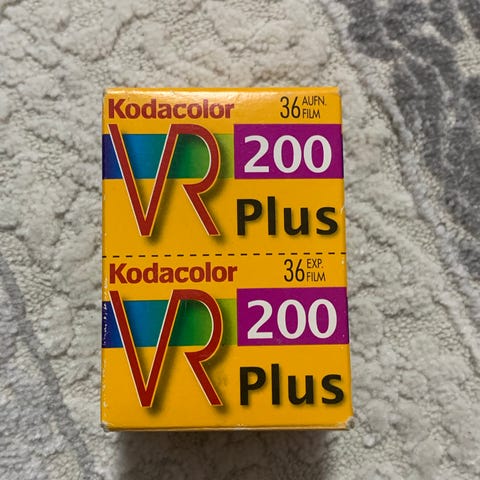 Kodacolor 36 AUFN. FILM
VR 200
Plus
Kodacolor 36 EXP. FILM
VR 200
Plus